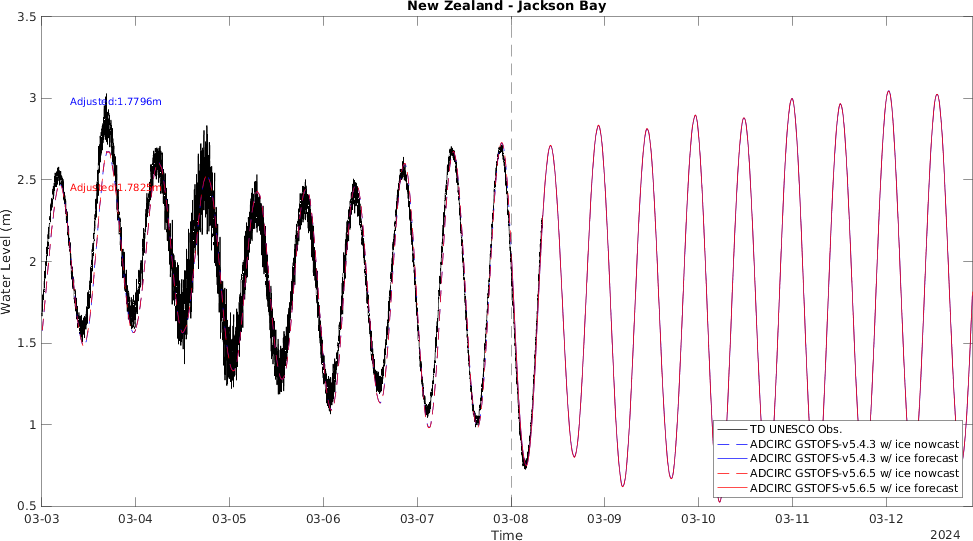 New Zealand - Jackson Bay
3.5
3
2.5
2
1.5
1
0.5
Water Level (m)
Adjusted:1.7796m
Adjusted:1.7825m
03-03
03-04
03-05
03-06
03-07
03-08
03-09
03-10
03-11
03-12
Time
2024
TD UNESCO Obs.
ADCIRC GSTOFS-v5.4.3 w/ ice nowcast
ADCIRC GSTOFS-v5.4.3 w/ ice forecast
ADCIRC GSTOFS-v5.6.5 w/ ice nowcast
ADCIRC GSTOFS-v5.6.5 w/ ice forecast